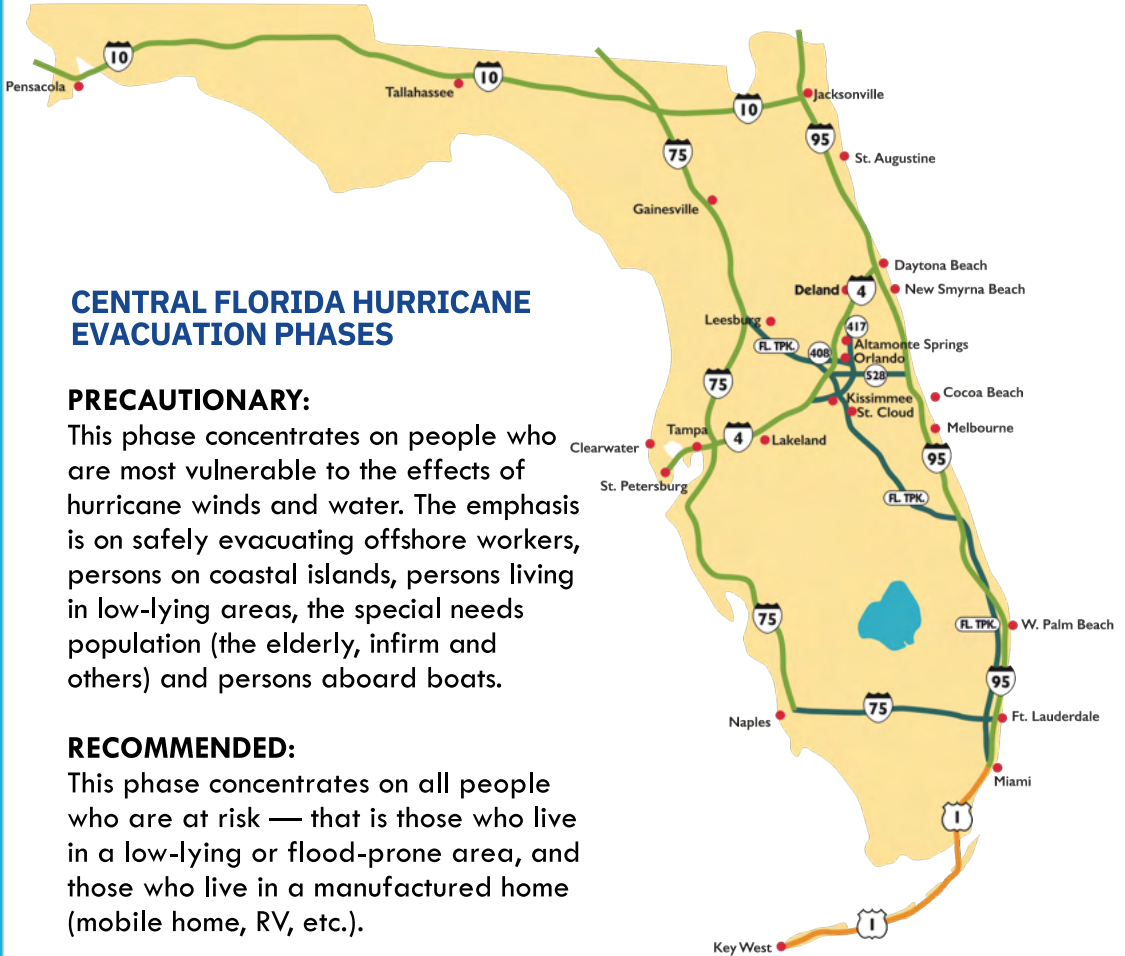 10
Pensacola
Tallahassee
10
10
Jacksonville
95
75
St. Augustine
Gainesville
Daytona Beach
Deland
4
New Smyrna Beach
Leesburg
417
FL. TPK.
408
Altamonte Springs
Orlando
528
75
Kissimmee
St. Cloud
Cocoa Beach
Tampa
4
Lakeland
Melbourne
Clearwater
95
St. Petersburg
FL. TPK.
75
FL. TPK.
W. Palm Beach
95
75
Naples
Ft. Lauderdale
Miami
1
1
Key West
CENTRAL FLORIDA HURRICANE
EVACUATION PHASES
PRECAUTIONARY:
This phase concentrates on people who
are most vulnerable to the effects of
hurricane winds and water. The emphasis
is on safely evacuating offshore workers,
persons on coastal islands, persons living
in low-lying areas, the special needs
population (the elderly, infirm and
others) and persons aboard boats.
RECOMMENDED:
This phase concentrates on all people
who are at risk — that is those who live
in a low-lying or flood-prone area, and
those who live in a manufactured home
(mobile home, RV, etc.).